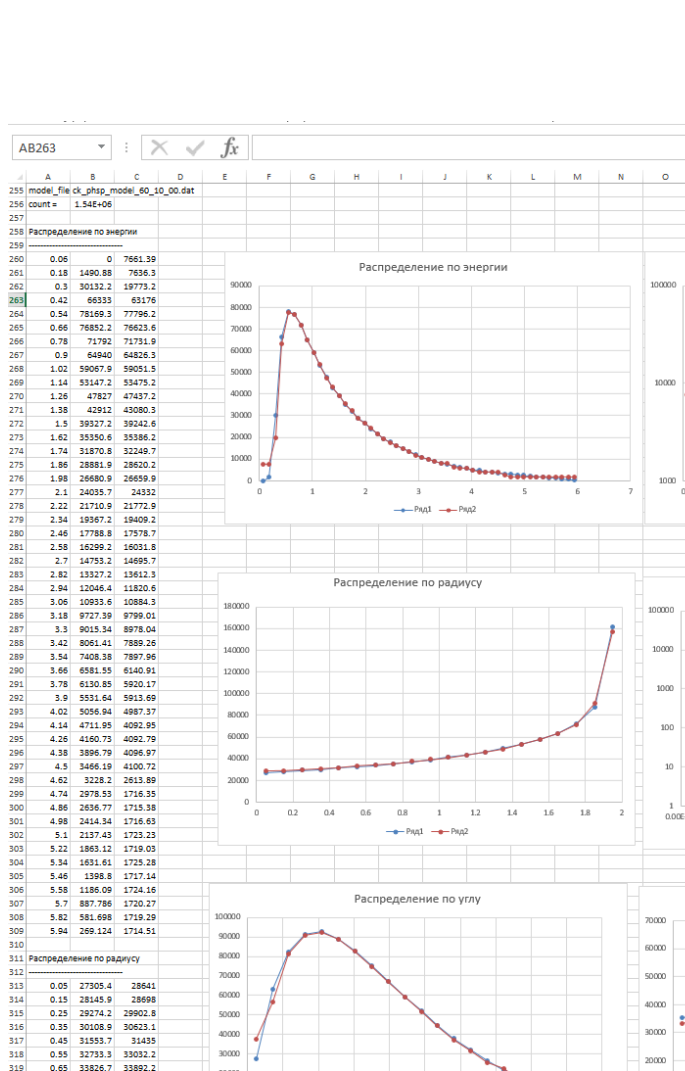 AB263
fx
A B C D E F G H I J K L M N O
255 model_file ck_phsp_model_60_10_00.dat
256 count = 1.54E+06
257
258 Распределение по энергии
259 --------------------------------
260 0.06 0 7661.39
261 0.18 1490.88 7636.3
262 0.3 30132.2 19773.2
263 0.42 66333 63176
264 0.54 78169.3 77796.2
265 0.66 76852.2 76623.6
266 0.78 71792 71731.9
267 0.9 64940 64826.3
268 1.02 59067.9 59051.5
269 1.14 53147.2 53475.2
270 1.26 47827 47437.2
271 1.38 42912 43080.3
272 1.5 39327.2 39242.6
273 1.62 35350.6 35386.2
274 1.74 31870.8 32249.7
275 1.86 28881.9 28620.2
276 1.98 26680.9 26659.9
277 2.1 24035.7 24332
278 2.22 21710.9 21772.9
279 2.34 19367.2 19409.2
280 2.46 17788.8 17578.7
281 2.58 16299.2 16031.8
282 2.7 14753.2 14695.7
283 2.82 13327.2 13612.3
284 2.94 12046.4 11820.6
285 3.06 10933.6 10884.3
286 3.18 9727.39 9799.01
287 3.3 9015.34 8978.04
288 3.42 8061.41 7889.26
289 3.54 7408.38 7897.96
290 3.66 6581.55 6140.91
291 3.78 6130.85 5920.17
292 3.9 5531.64 5913.69
293 4.02 5056.94 4987.37
294 4.14 4711.95 4092.95
295 4.26 4160.73 4092.79
296 4.38 3896.79 4096.97
297 4.5 3466.19 4100.72
298 4.62 3228.2 2613.89
299 4.74 2978.53 1716.35
300 4.86 2636.77 1715.38
301 4.98 2414.34 1716.63
302 5.1 2137.43 1723.23
303 5.22 1863.12 1719.03
304 5.34 1631.61 1725.28
305 5.46 1398.8 1717.14
306 5.58 1186.09 1724.16
307 5.7 887.786 1720.27
308 5.82 581.698 1719.29
309 5.94 269.124 1714.51
310
311 Распределение по радиусу
312 --------------------------------
313 0.05 27305.4 28641
314 0.15 28145.9 28698
315 0.25 29274.2 29902.8
316 0.35 30108.9 30623.1
317 0.45 31553.7 31435
318 0.55 32733.3 33032.2
319 0.65 33826.7 33892.2
Распределение по энергии
90000
80000
70000
60000
50000
40000
30000
20000
10000
0
0 1 2 3 4 5 6 7
Ряд1 Ряд2
100000
10000
1000
Распределение по радиусу
180000
160000
140000
120000
100000
80000
60000
40000
20000
0
0 0.2 0.4 0.6 0.8 1 1.2 1.4 1.6 1.8 2
Ряд1 Ряд2
100000
10000
1000
100
10
1
Распределение по углу
100000
90000
80000
70000
60000
50000
40000
30000
70000
60000
50000
40000
30000
20000